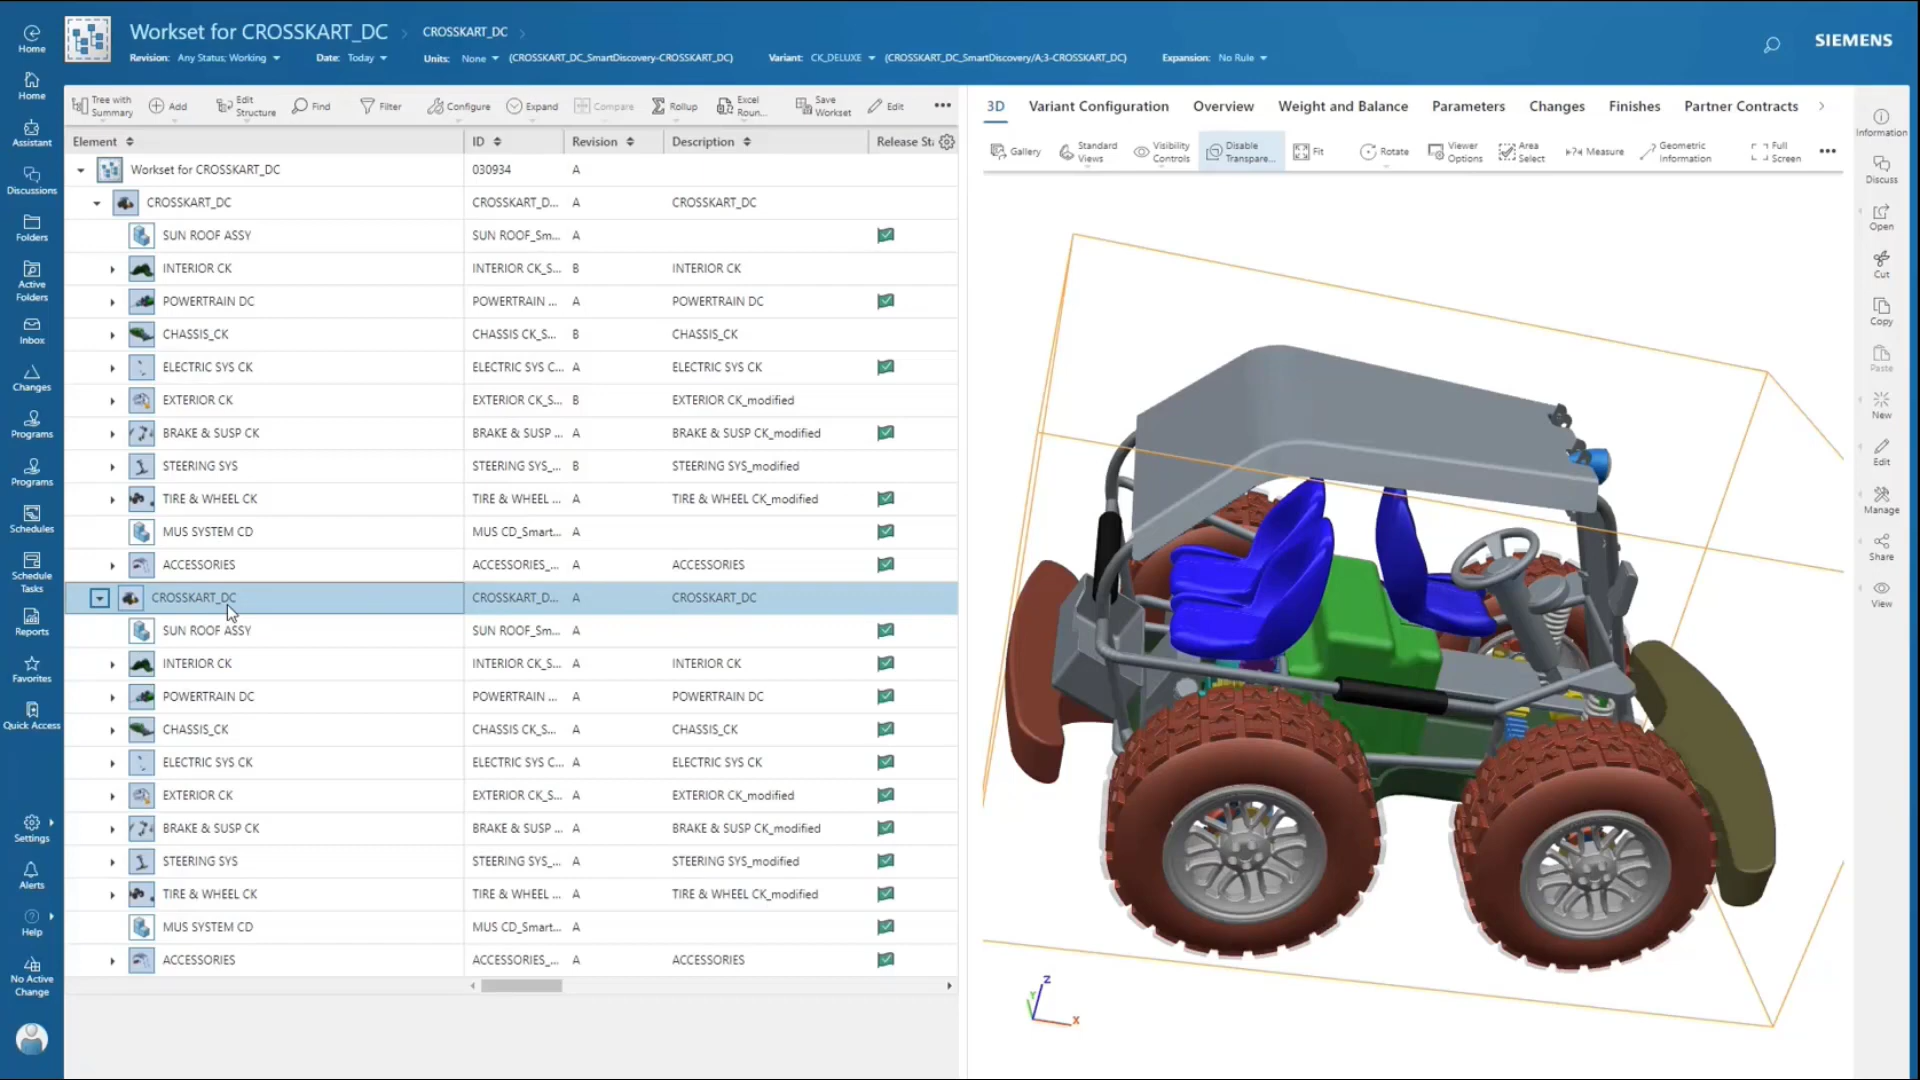 Workset for CROSSKART_DC
CROSSKART_DC
SIEMENS
Revision: Any Status; Working
Date: Today
Units: None
(CROSSKART_DC_SmartDiscovery-CROSSKART_DC)
Variant: CK_DELUXE
(CROSSKART_DC_SmartDiscovery/A;3-CROSSKART_DC)
Expansion: No Rule
Home
Home
Assistant
Discussions
Folders
Active
Folders
Inbox
Changes
Programs
Programs
Schedules
Schedule
Tasks
Reports
Favorites
Quick Access
Settings
Alerts
Help
No Active
Change
Tree with
Summary
Add
Edit
Structure
Find
Filter
Configure
Expand
Compare
Rollup
Excel
Roun...
Save
Workset
Edit
Element ID Revision Description Release St
Workset for CROSSKART_DC 030934 A
CROSSKART_DC CROSSKART_D... A CROSSKART_DC
SUN ROOF ASSY SUN ROOF_Sm... A
INTERIOR CK INTERIOR CK_S... B INTERIOR CK
POWERTRAIN DC POWERTRAIN ... A POWERTRAIN DC
CHASSIS_CK CHASSIS CK_S... B CHASSIS_CK
ELECTRIC SYS CK ELECTRIC SYS C... A ELECTRIC SYS CK
EXTERIOR CK EXTERIOR CK_S... B EXTERIOR CK_modified
BRAKE & SUSP CK BRAKE & SUSP ... A BRAKE & SUSP CK_modified
STEERING SYS STEERING SYS_... B STEERING SYS_modified
TIRE & WHEEL CK TIRE & WHEEL ... A TIRE & WHEEL CK_modified
MUS SYSTEM CD MUS CD_Smart... A
ACCESSORIES ACCESSORIES_... A ACCESSORIES
CROSSKART_DC CROSSKART_D... A CROSSKART_DC
SUN ROOF ASSY SUN ROOF_Sm... A
INTERIOR CK INTERIOR CK_S... A INTERIOR CK
POWERTRAIN DC POWERTRAIN ... A POWERTRAIN DC
CHASSIS_CK CHASSIS CK_S... A CHASSIS_CK
ELECTRIC SYS CK ELECTRIC SYS C... A ELECTRIC SYS CK
EXTERIOR CK EXTERIOR CK_S... A EXTERIOR CK_modified
BRAKE & SUSP CK BRAKE & SUSP ... A BRAKE & SUSP CK_modified
STEERING SYS STEERING SYS_... A STEERING SYS_modified
TIRE & WHEEL CK TIRE & WHEEL ... A TIRE & WHEEL CK_modified
MUS SYSTEM CD MUS CD_Smart... A
ACCESSORIES ACCESSORIES_... A ACCESSORIES
3D Variant Configuration Overview Weight and Balance Parameters Changes Finishes Partner Contracts
Gallery
Standard
Views
Visibility
Controls
Disable
Transpare...
Fit
Rotate
Viewer
Options
Area
Select
Measure
Geometric
Information
Full
Screen
Z
Y
X
Information
Discuss
Open
Cut
Copy
Paste
New
Edit
Manage
Share
View